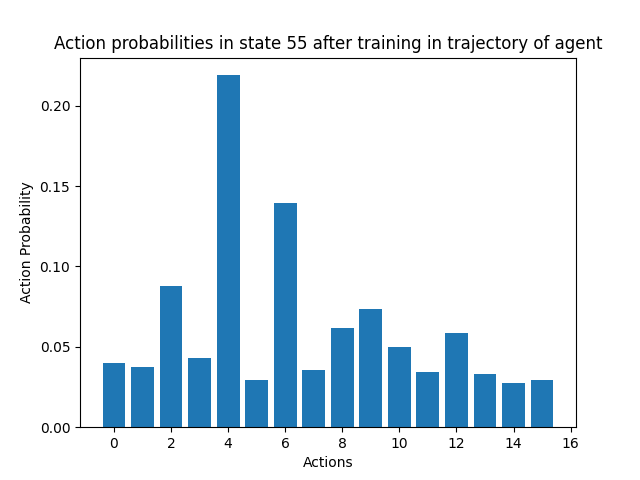 Action probabilities in state 55 after training in trajectory of agent
0.20
0.15
0.10
0.05
0.00
Action Probability
0 2 4 6 8 10 12 14 16
Actions